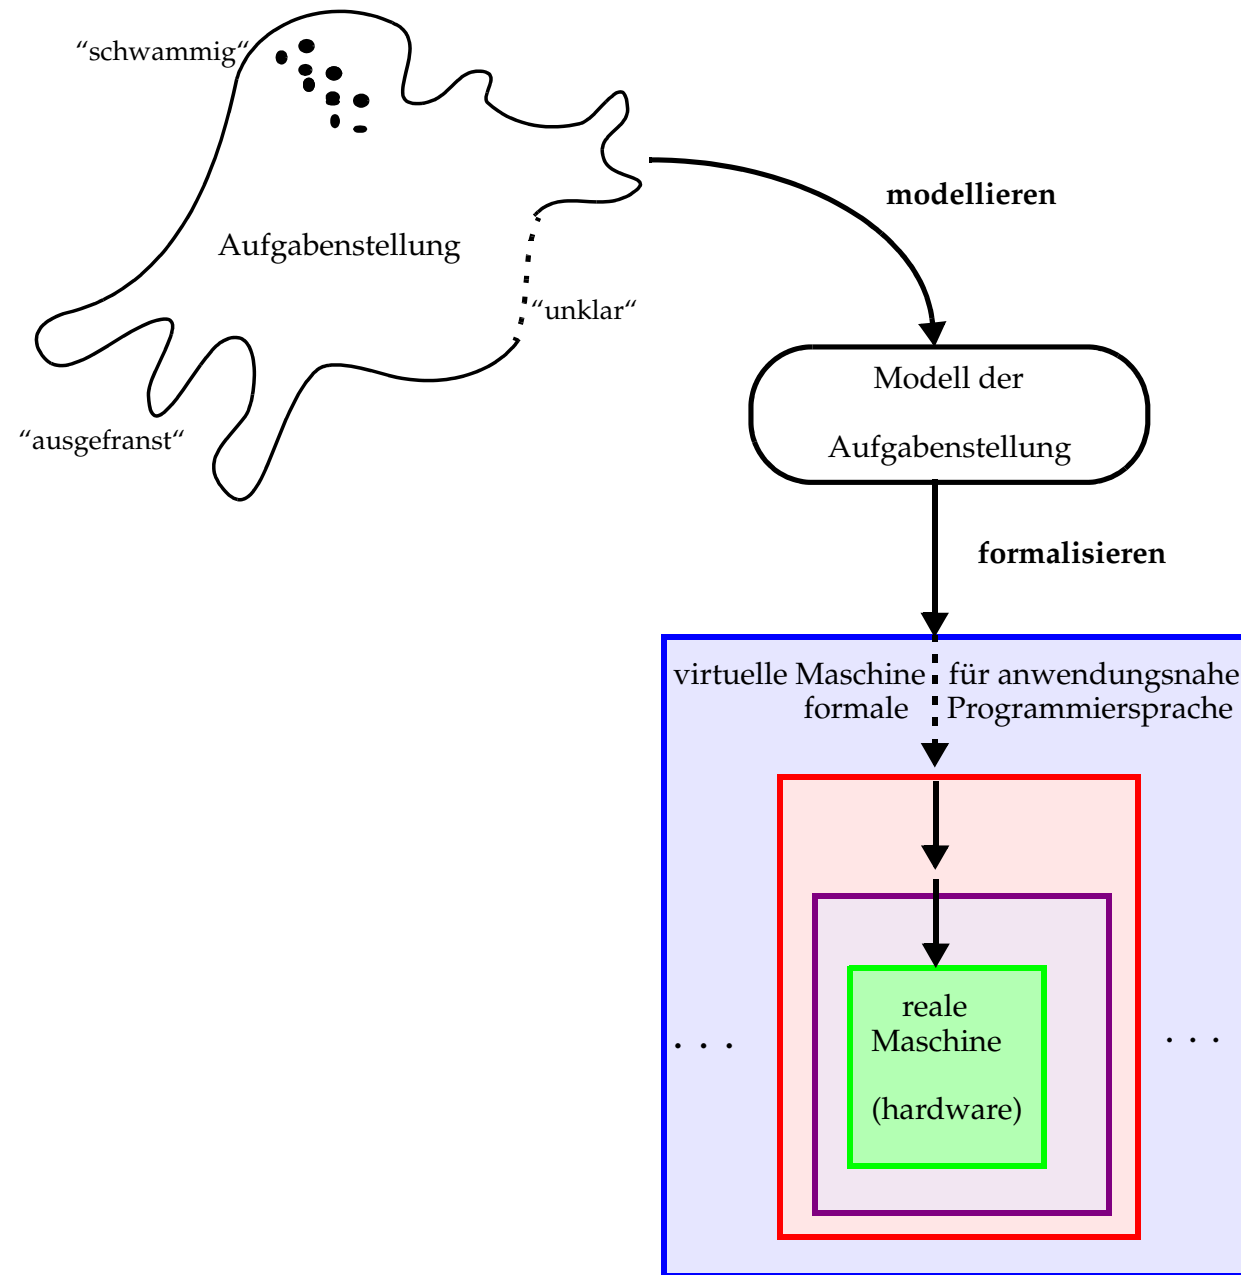 “schwammig“
modellieren
Aufgabenstellung
“unklar“
Modell der
Aufgabenstellung
“ausgefranst“
formalisieren
virtuelle Maschine für anwendungsnahe
formale Programmiersprache
reale
Maschine
(hardware)
. . .
. . .